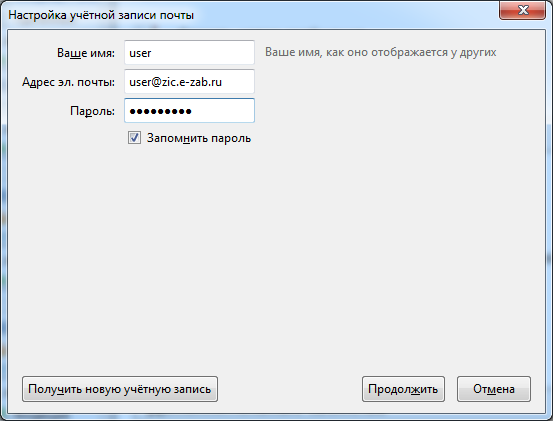 Настройка учётной записи почты
Ваше имя: user Ваше имя, как оно отображается у других
Адрес эл. почты: user@zic.e-zab.ru
Пароль: •••••••••
Запомнить пароль
Получить новую учётную запись Продолжить Отмена